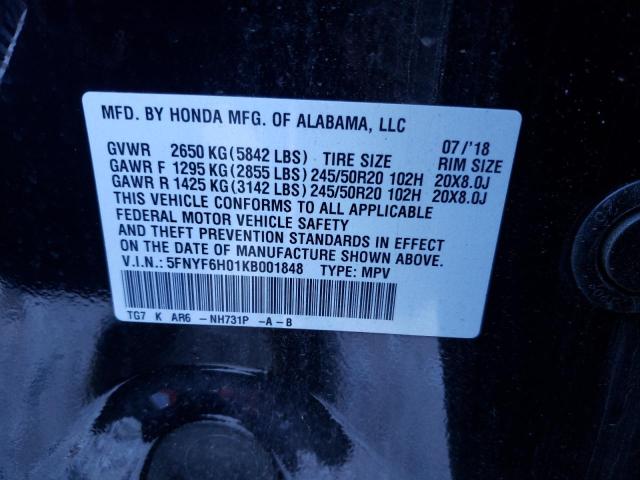 MFD. BY HONDA MFG. OF ALABAMA, LLC
07/'18
GVWR 2650 KG (5842 LBS) TIRE SIZE RIM SIZE
GAWR F 1295 KG (2855 LBS) 245/50R20 102H 20X8.0J
GAWR R 1425 KG (3142 LBS) 245/50R20 102H 20X8.0J
THIS VEHICLE CONFORMS TO ALL APPLICABLE
FEDERAL MOTOR VEHICLE SAFETY
AND THEFT PREVENTION STANDARDS IN EFFECT
ON THE DATE OF MANUFACTURE SHOWN ABOVE.
V.I.N.: 5FNYF6H01KB001848 TYPE: MPV
TG7 K AR6 -NH731P -A-B